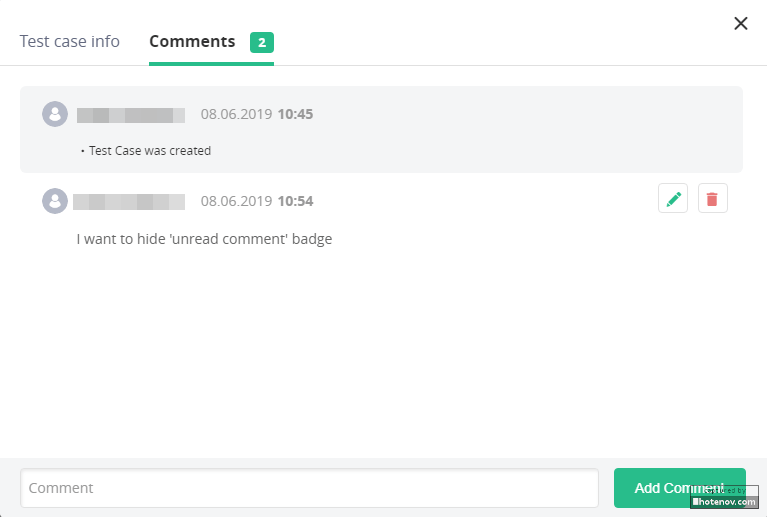 Test case info Comments 2
08.06.2019 10:45
• Test Case was created
08.06.2019 10:54
I want to hide 'unread comment' badge
Comment
Add Comment
hotenov.com